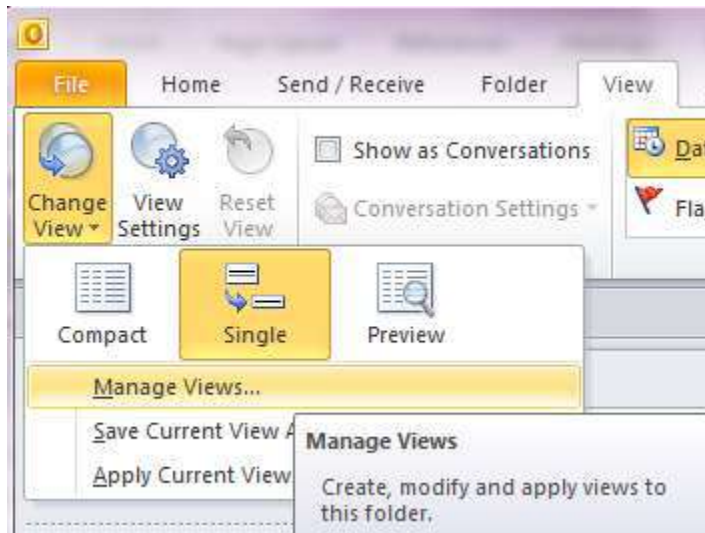 File Home Send / Receive Folder View
Show as Conversations
Change View
View Settings
Reset View
Conversation Settings
Compact Single Preview
Manage Views...
Save Current View
Apply Current View
Manage Views
Create, modify and apply views to
this folder.